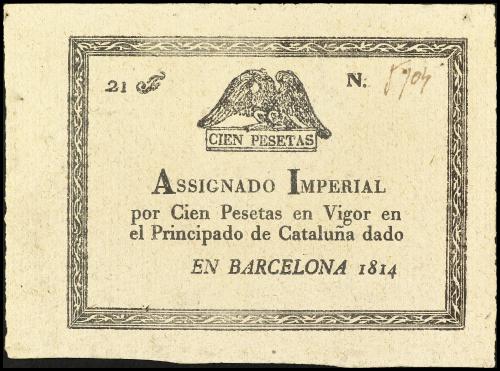 21 N:
CIEN PESETAS
ASSIGNADO IMPERIAL
por Cien Pesetas en Vigor en
el Principado de Cataluña dado
EN BARCELONA 1814